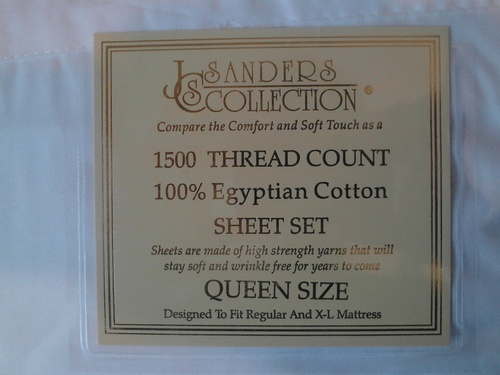 JS SANDERS
COLLECTION ®
Compare the Comfort and Soft Touch as a
1500 THREAD COUNT
100% Egyptian Cotton
SHEET SET
Sheets are made of high strength yarns that will
stay soft and wrinkle free for years to come
QUEEN SIZE
Designed To Fit Regular And X-L Mattress